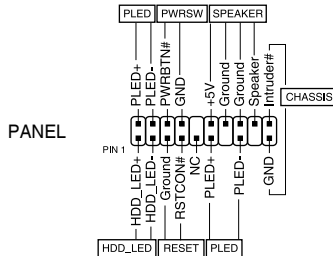 PLED PWRSW SPEAKER
PLED+
PLED-
PWRBTN#
GND
+5V
Ground
Ground
Speaker
Intruder#
CHASSIS
PANEL
PIN 1
HDD_LED+
HDD_LED-
Ground
RSTCON#
NC
PLED+
PLED-
GND
HDD_LED RESET PLED